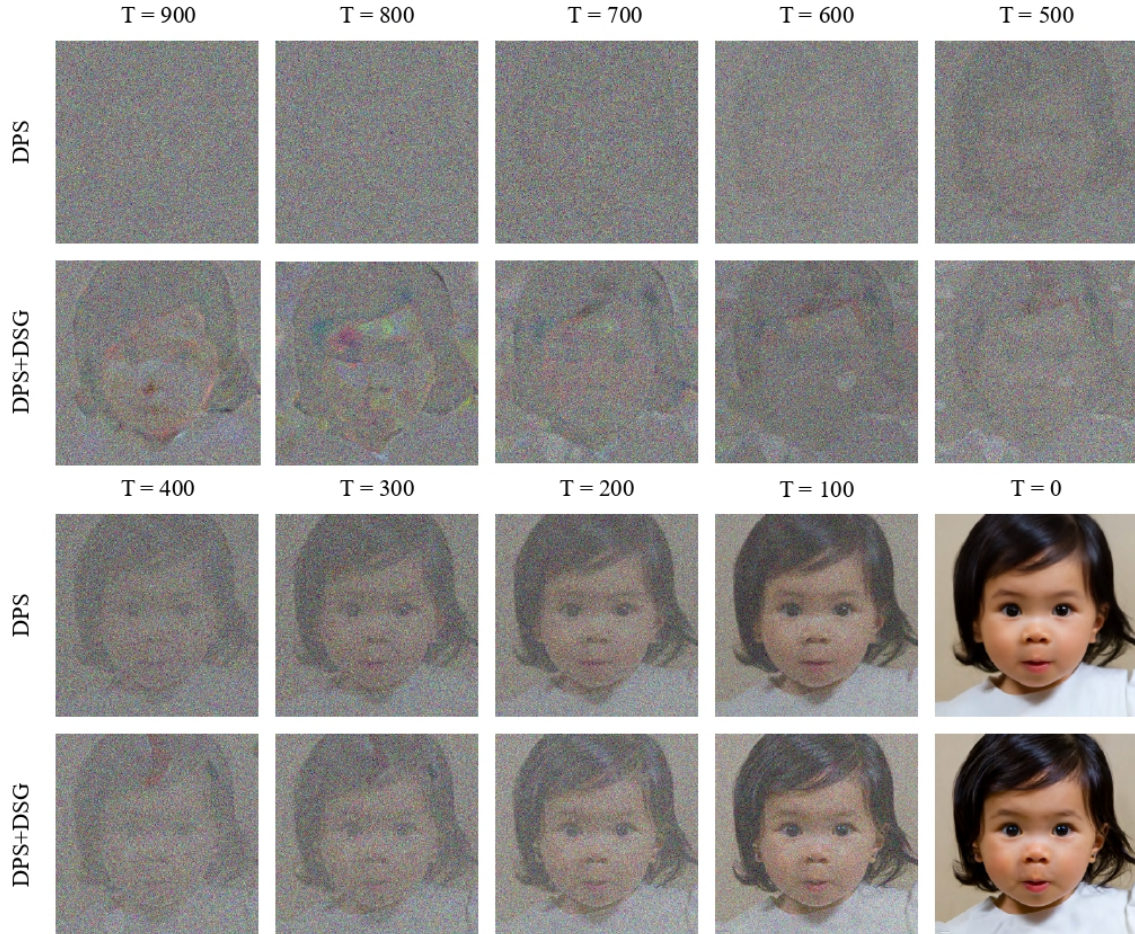 T = 900 T = 800 T = 700 T = 600 T = 500
DPS
DPS+DSG
T = 400 T = 300 T = 200 T = 100 T = 0
DPS
DPS+DSG